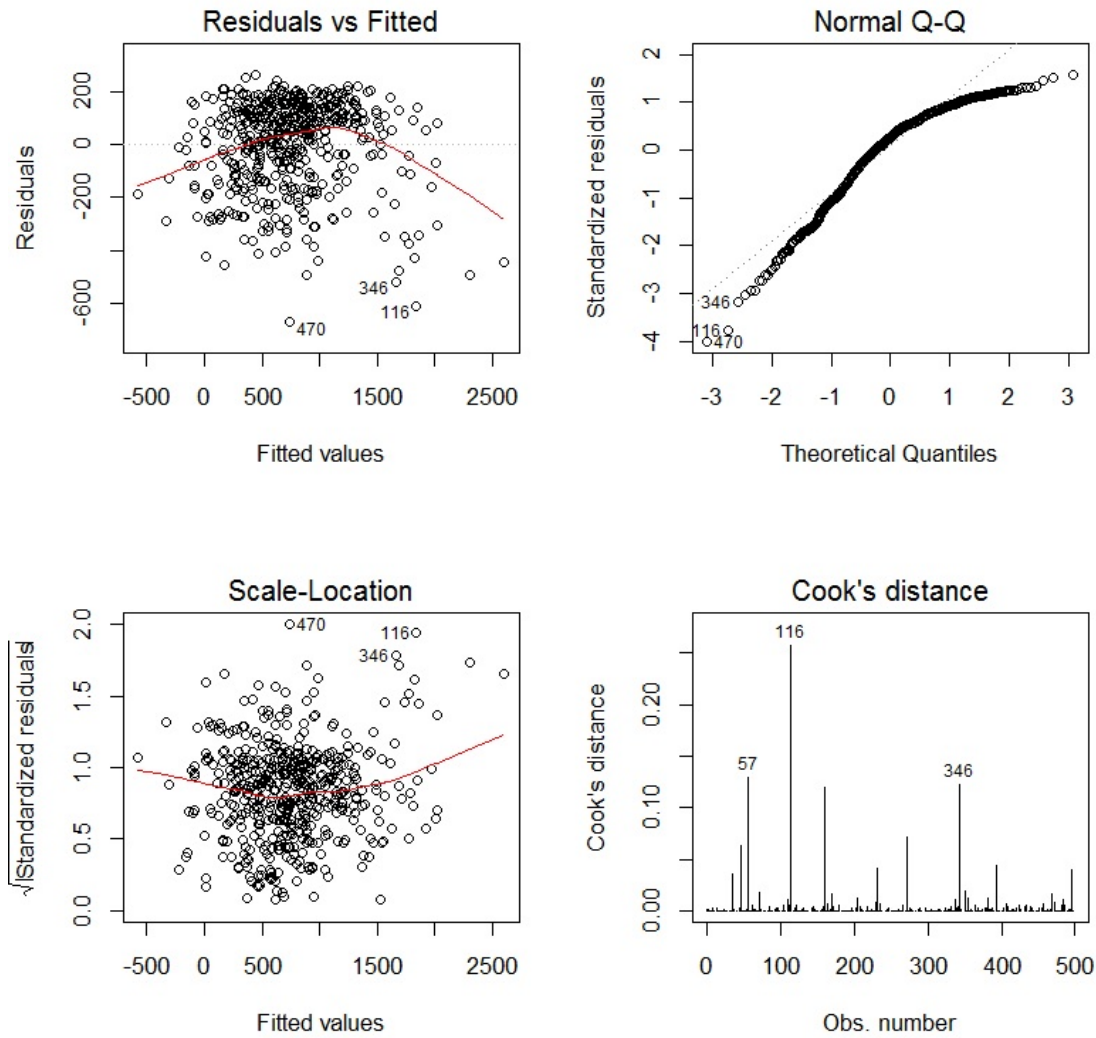 Residuals vs Fitted
Residuals
200
0
-200
-600
346
116
470
-500 0 500 1500 2500
Fitted values
Normal Q-Q
Standardized residuals
2
1
0
-1
-2
-3
-4
346
116
470
-3 -2 -1 0 1 2 3
Theoretical Quantiles
Scale-Location
√|Standardized residuals|
2.0
1.5
1.0
0.5
0.0
470
116
346
-500 0 500 1500 2500
Fitted values
Cook's distance
Cook's distance
0.20
0.10
0.00
116
57
346
0 100 200 300 400 500
Obs. number